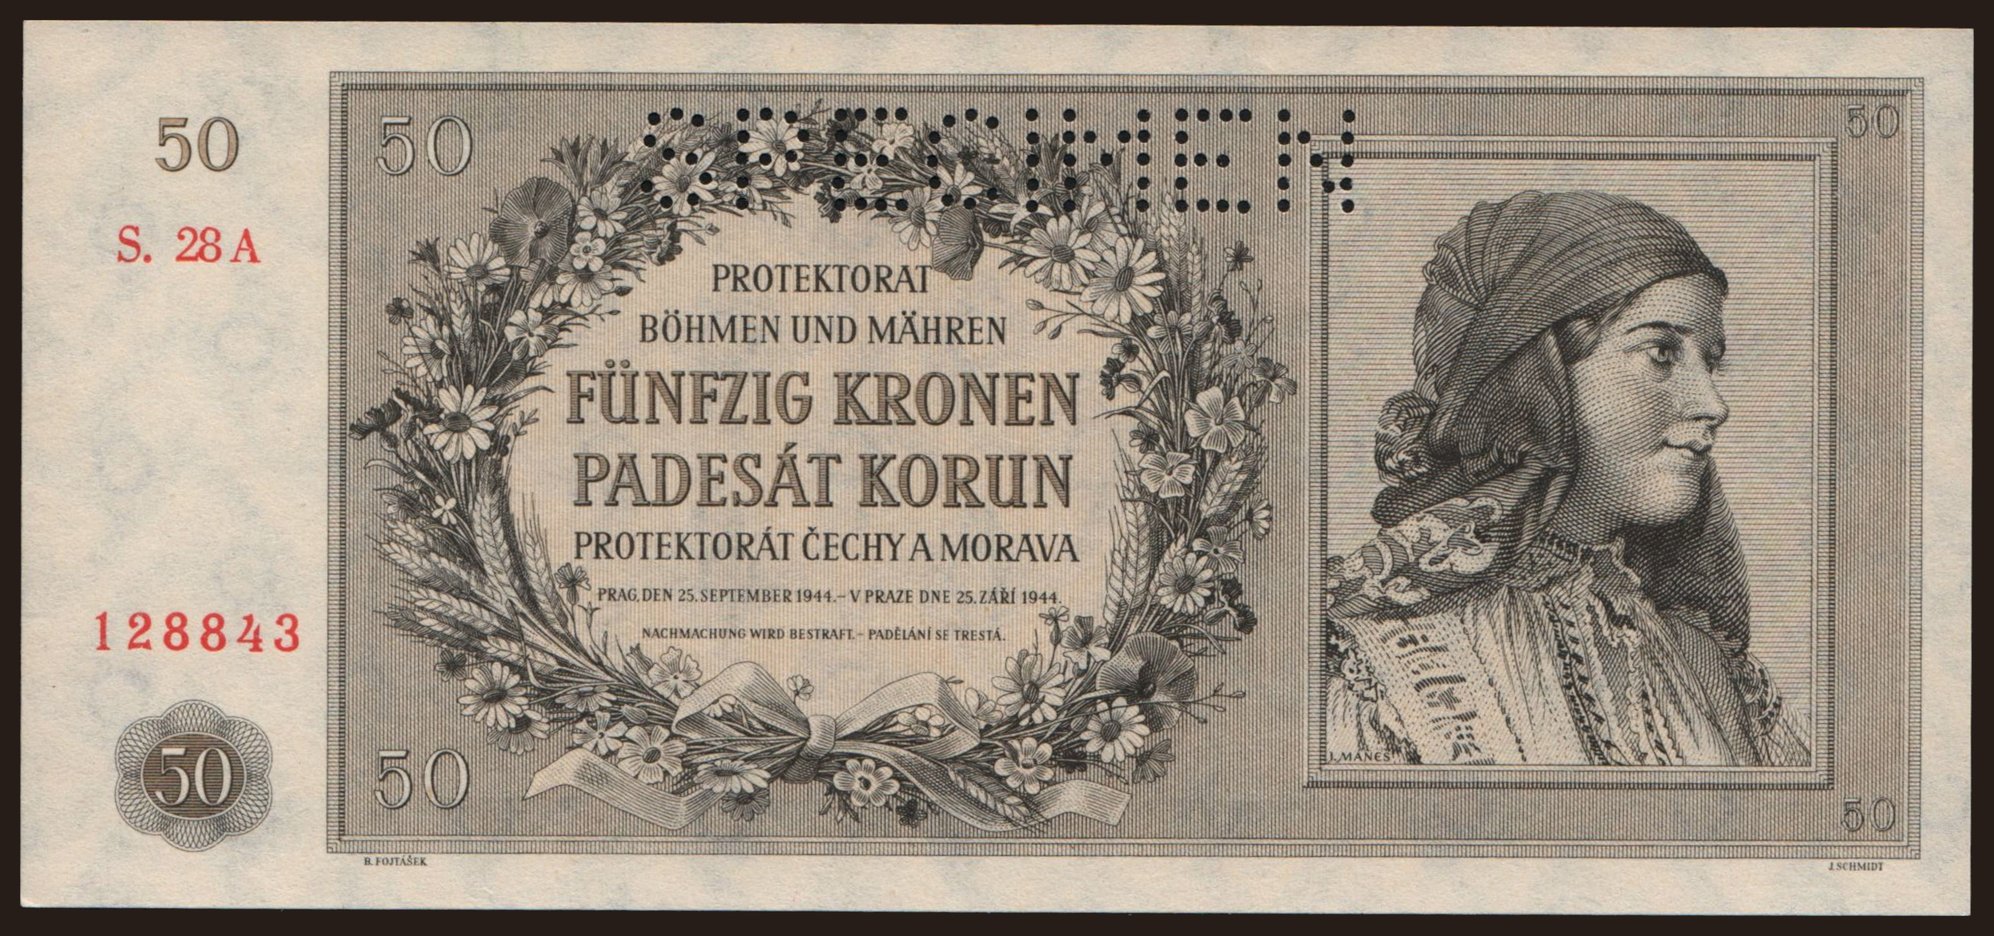 SPECIMEN
50
50
50
S. 28 A
PROTEKTORAT
BÖHMEN UND MÄHREN
FÜNFZIG KRONEN
PADESÁT KORUN
PROTEKTORÁT ČECHY A MORAVA
PRAG, DEN 25. SEPTEMBER 1944. – V PRAZE DNE 25. ZÁŘÍ 1944.
NACHMACHUNG WIRD BESTRAFT. – PADĚLÁNÍ SE TRESTÁ.
128843
J. MÁNES
50
50
50
B. FOJTÁŠEK
J. SCHMIDT